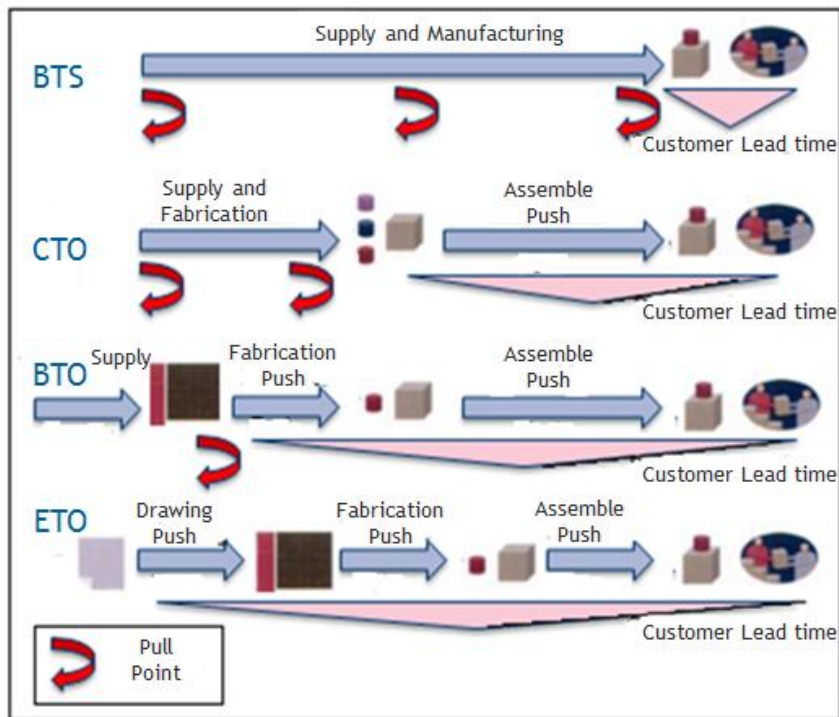 Supply and Manufacturing
BTS
Customer Lead time
Supply and
Fabrication
Assemble
Push
CTO
Customer Lead time
Supply
Fabrication
Push
Assemble
Push
BTO
Customer Lead time
ETO
Drawing
Push
Fabrication
Push
Assemble
Push
Customer Lead time
Pull
Point